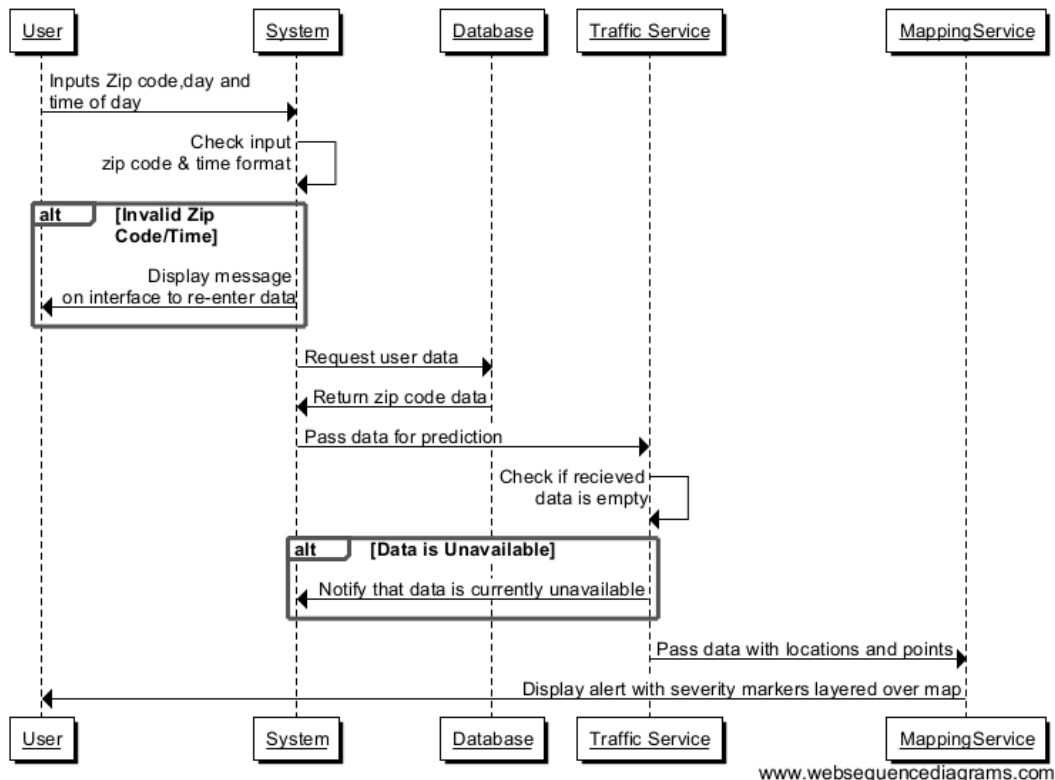 User
System
Database
Traffic Service
MappingService
Inputs Zip code,day and
time of day
Check input
zip code & time format
alt
[Invalid Zip
Code/Time]
Display message
on interface to re-enter data
Request user data
Return zip code data
Pass data for prediction
Check if recieved
data is empty
alt
[Data is Unavailable]
Notify that data is currently unavailable
Pass data with locations and points
Display alert with severity markers layered over map
User
System
Database
Traffic Service
MappingService
www.websequencediagrams.com